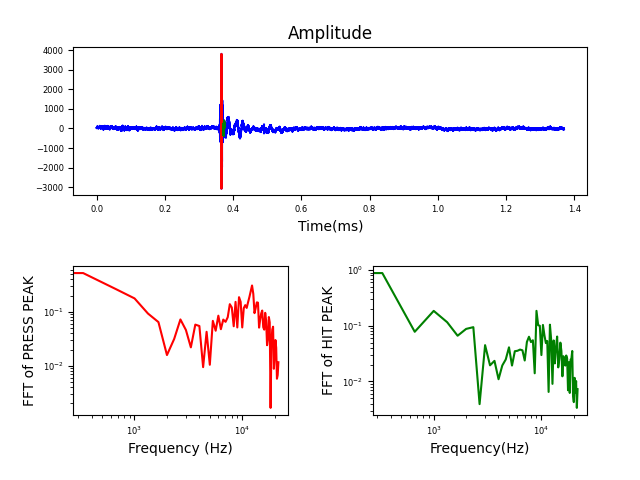 Amplitude
4000
3000
2000
1000
0
−1000
−2000
−3000
0.0 0.2 0.4 0.6 0.8 1.0 1.2 1.4
Time(ms)
FFT of PRESS PEAK
10⁻¹
10⁻²
10³ 10⁴
Frequency (Hz)
FFT of HIT PEAK
10⁰
10⁻¹
10⁻²
10³ 10⁴
Frequency(Hz)